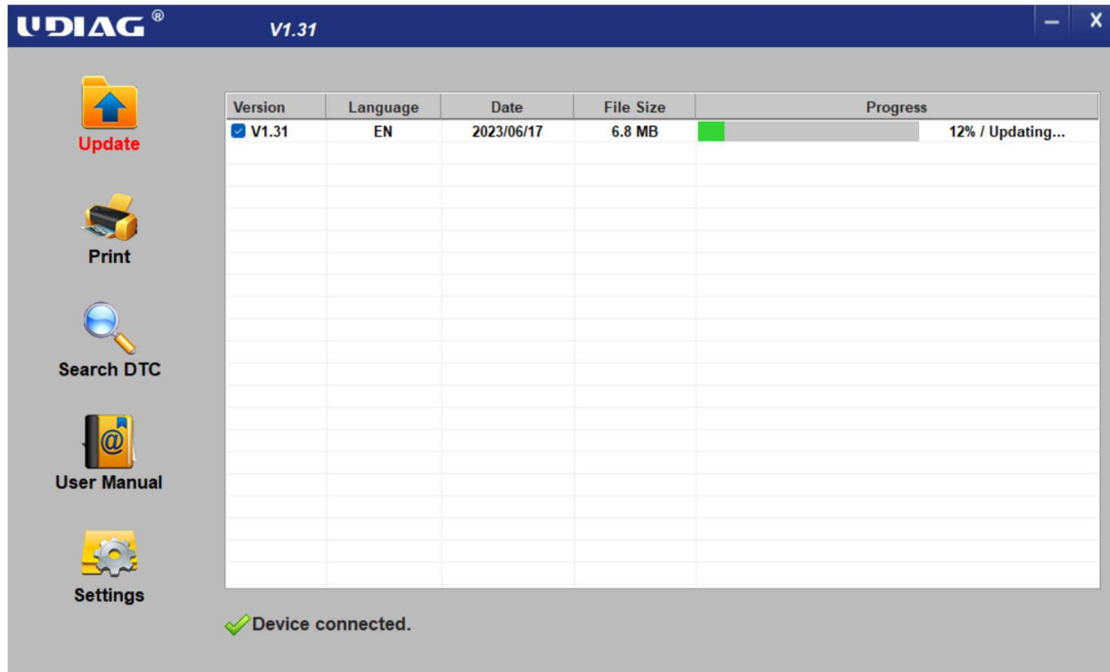 UDIAG® V1.31 – X
Update
Print
Search DTC
User Manual
Settings
Version Language Date File Size Progress
V1.31 EN 2023/06/17 6.8 MB 12% / Updating...
Device connected.